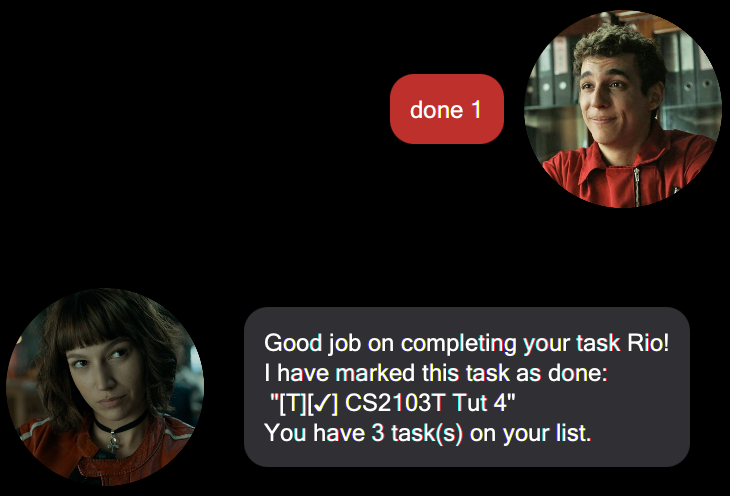 done 1
Good job on completing your task Rio!
I have marked this task as done:
"[T][✓] CS2103T Tut 4"
You have 3 task(s) on your list.